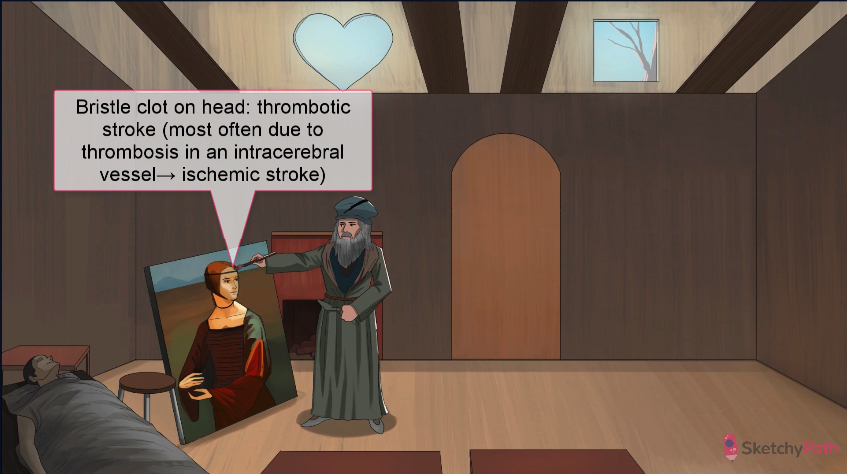 Bristle clot on head: thrombotic
stroke (most often due to
thrombosis in an intracerebral
vessel→ ischemic stroke)
SketchyPath